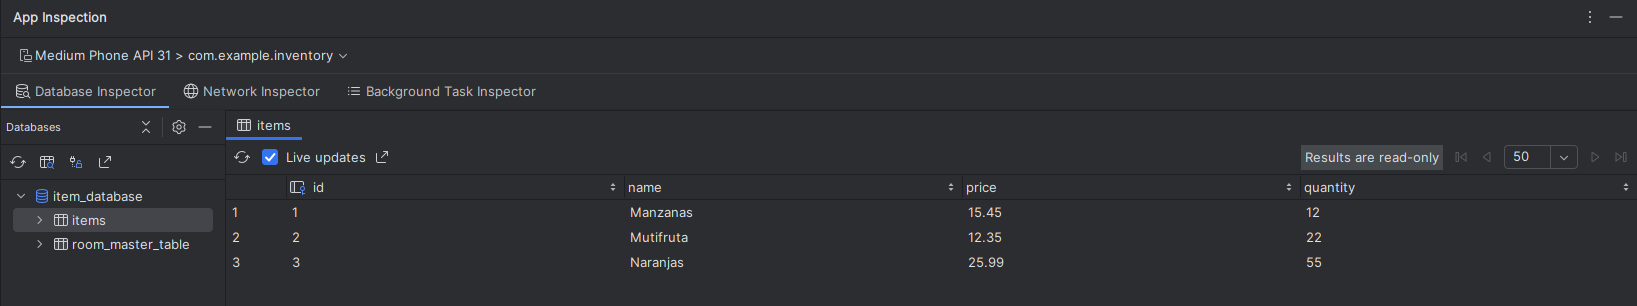 App Inspection
Medium Phone API 31 > com.example.inventory
Database Inspector Network Inspector Background Task Inspector
Databases
items
Live updates
Results are read-only
50
item_database
items
room_master_table
id name price quantity
1 1 Manzanas 15.45 12
2 2 Mutifruta 12.35 22
3 3 Naranjas 25.99 55